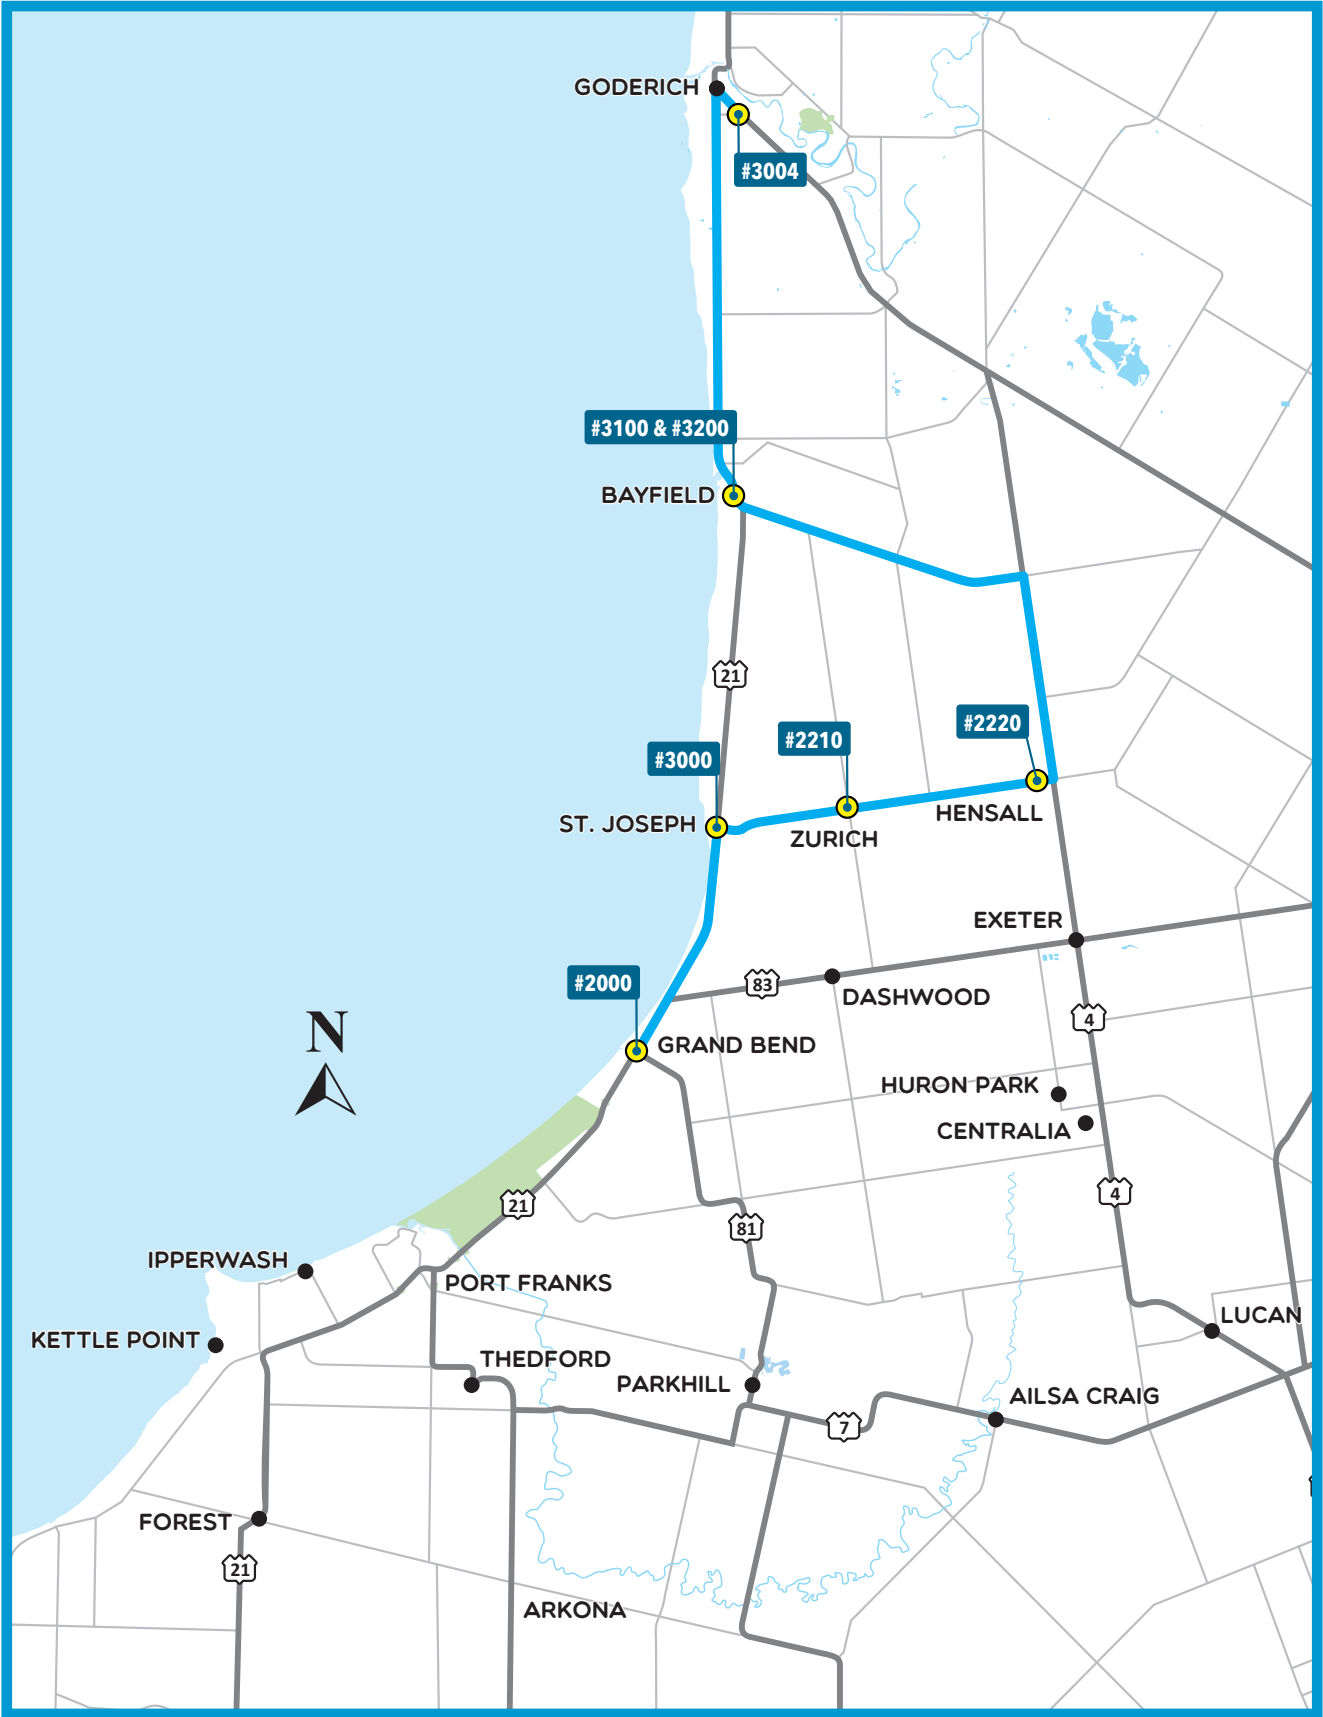 GODERICH
#3004
#3100 & #3200
BAYFIELD
21
#2220
#2210
#3000
HENSALL
ST. JOSEPH
ZURICH
EXETER
#2000
83
DASHWOOD
4
N
GRAND BEND
HURON PARK
CENTRALIA
4
21
81
IPPERWASH
PORT FRANKS
LUCAN
KETTLE POINT
THEDFORD
PARKHILL
AILSA CRAIG
7
FOREST
21
ARKONA